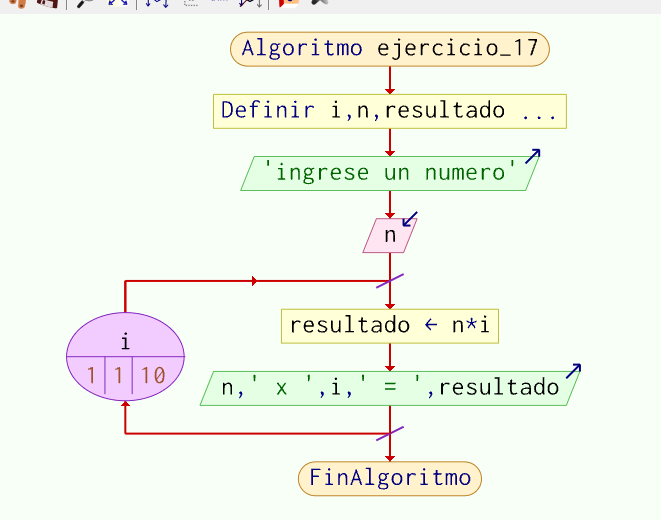 Algoritmo ejercicio_17
Definir i,n,resultado ...
'ingrese un numero'
n
resultado ← n*i
i
1 1 10
n,' x ',i,' = ',resultado
FinAlgoritmo